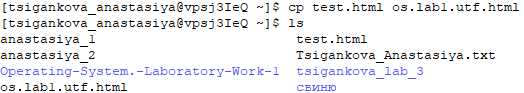 [tsigankova_anastasiya@vpsj3IeQ ~]$ cp test.html os.lab1.utf.html
[tsigankova_anastasiya@vpsj3IeQ ~]$ ls
anastasiya_1 test.html
anastasiya_2 Tsigankova_Anastasiya.txt
Operating-System.-Laboratory-Work-1 tsigankova_lab_3
os.lab1.utf.html свиню